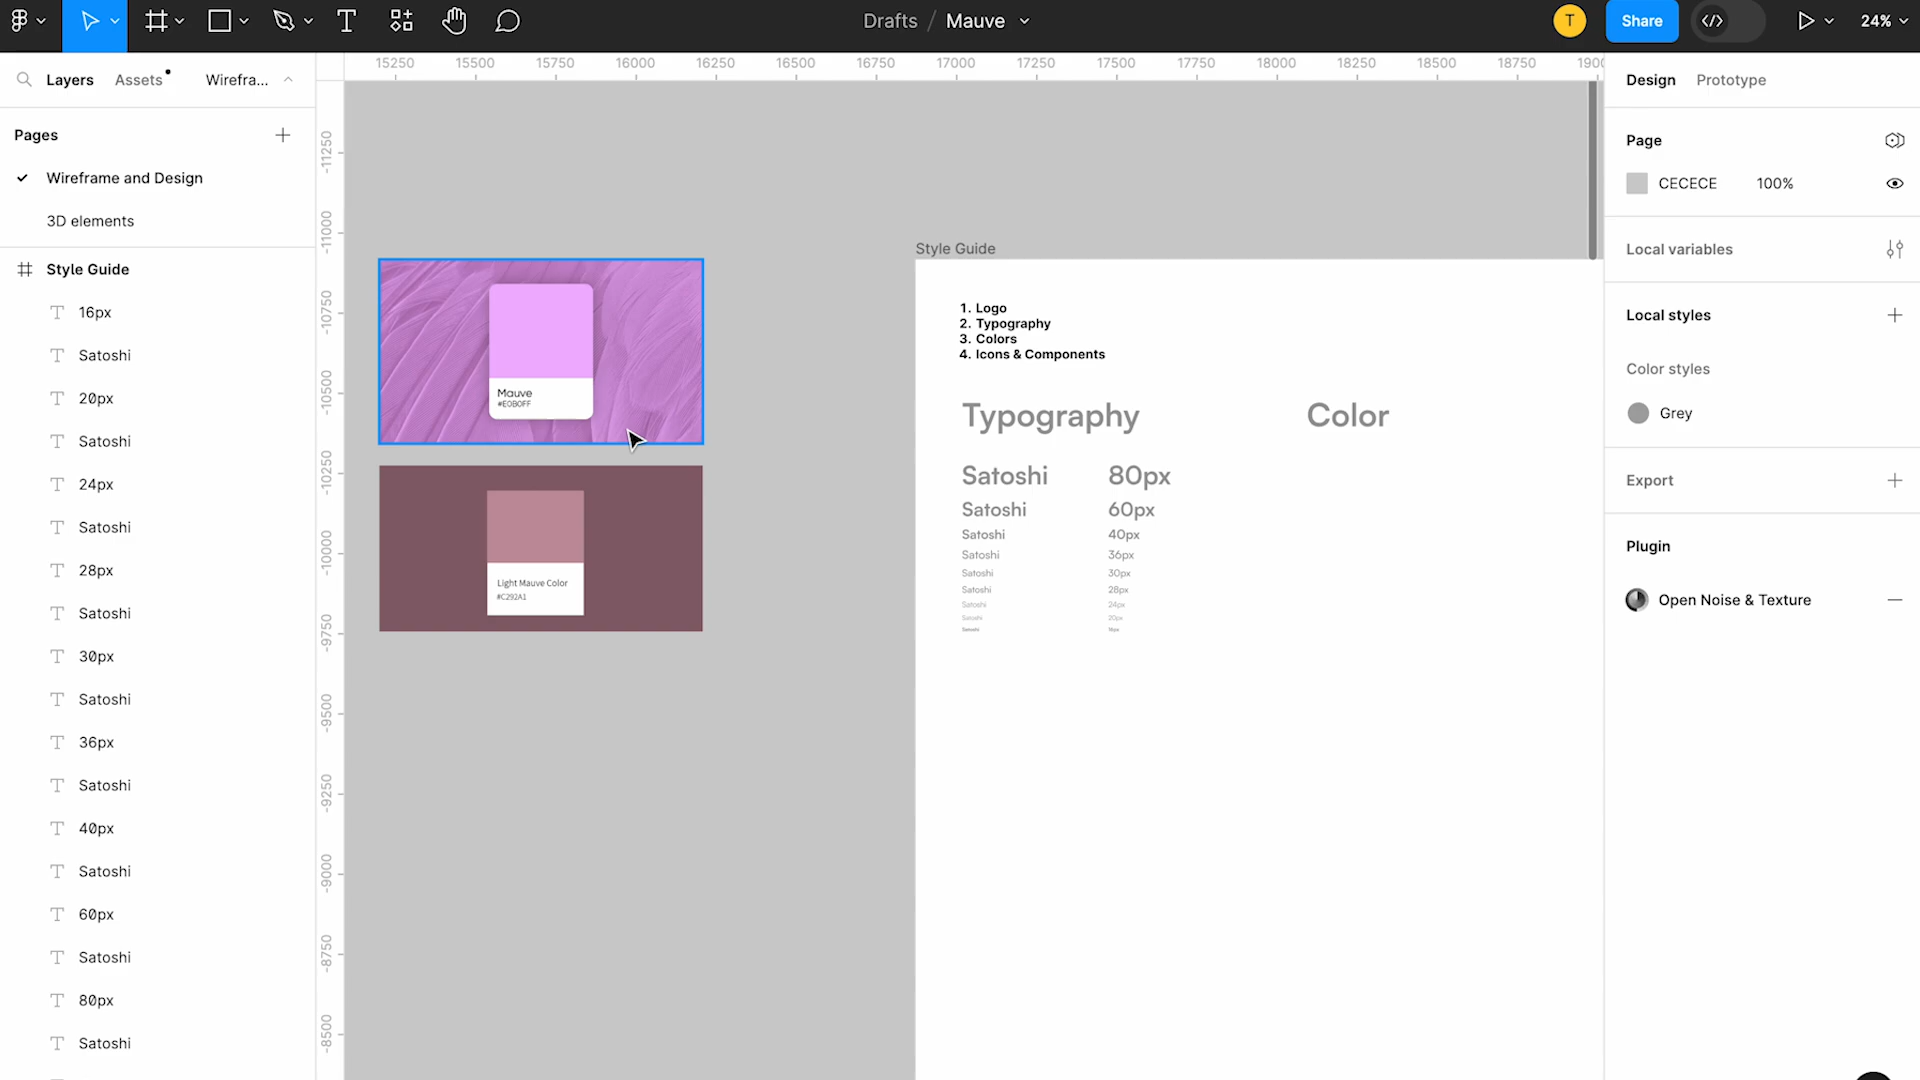 Drafts / Mauve
T
Share
24%
Layers
Assets
Wirefra...
Pages
Wireframe and Design
3D elements
Style Guide
16px
Satoshi
20px
Satoshi
24px
Satoshi
28px
Satoshi
30px
Satoshi
36px
Satoshi
40px
Satoshi
60px
Satoshi
80px
Satoshi
15250 15500 15750 16000 16250 16500 16750 17000 17250 17500 17750 18000 18250 18500 18750 1900
-11250
-11000
-10750
-10500
-10250
-10000
-9750
-9500
-9250
-9000
-8750
-8500
Mauve
#E0B0FF
Light Mauve Color
#C292A1
Style Guide
1. Logo
2. Typography
3. Colors
4. Icons & Components
Typography
Color
Satoshi 80px
Satoshi 60px
Satoshi 40px
Satoshi 36px
Satoshi 30px
Satoshi 28px
Satoshi 24px
Satoshi 20px
Satoshi 16px
Design
Prototype
Page
CECECE 100%
Local variables
Local styles
Color styles
Grey
Export
Plugin
Open Noise & Texture